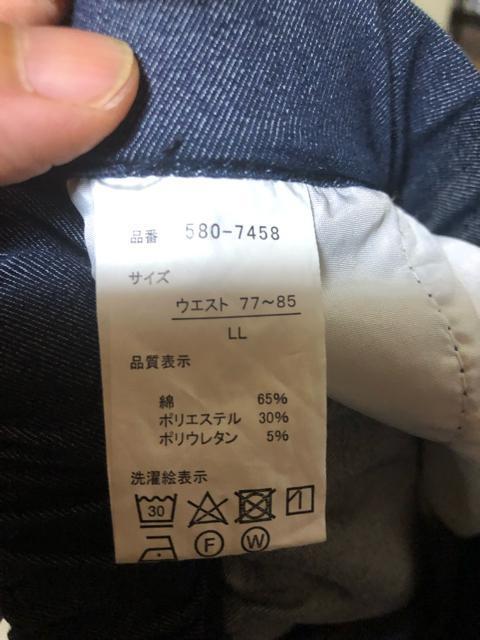 品番 580-7458
サイズ
ウエスト 77～85
LL
品質表示
綿 65%
ポリエステル 30%
ポリウレタン 5%
洗濯絵表示
30
F W